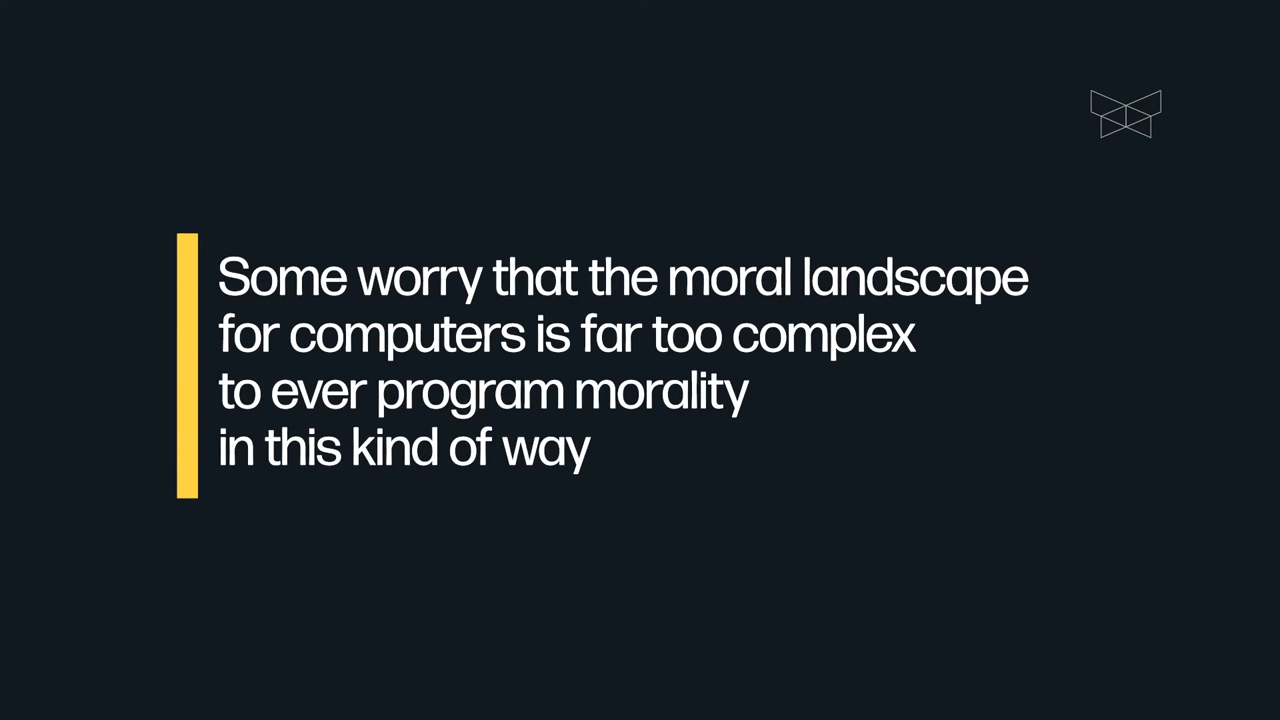 Some worry that the moral landscape
for computers is far too complex
to ever program morality
in this kind of way